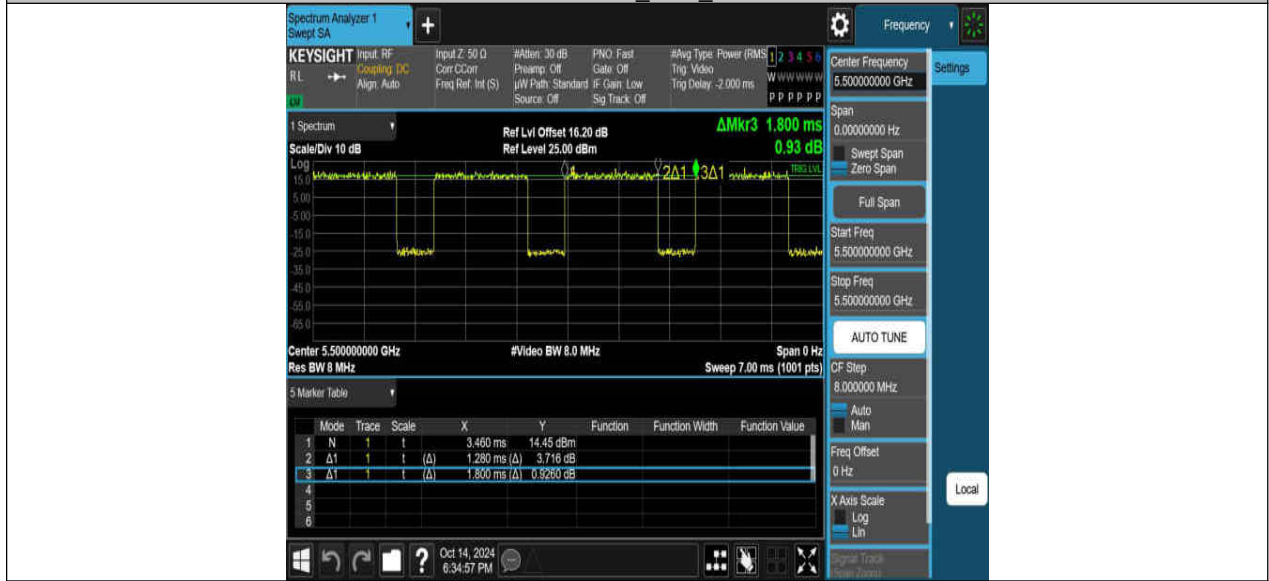 Spectrum Analyzer 1
Swept SA
+
Frequency
KEYSIGHT Input: RF Input Z: 50 Ω #Atten: 30 dB PNO: Fast #Avg Type: Power (RMS 1 2 3 4 5 6
RL Coupling: DC Corr CCorr Preamp: Off Gate: Off Trig: Video W W W W W W
Align: Auto Freq Ref: Int (S) µW Path: Standard IF Gain: Low Trig Delay: -2.000 ms
Source: Off Sig Track: Off P P P P P P
1 Spectrum
Ref Lvl Offset 16.20 dB ΔMkr3 1.800 ms
Scale/Div 10 dB Ref Level 25.00 dBm 0.93 dB
Log
2Δ1 3Δ1 TRIG LVL
15.0
5.00
-5.00
-15.0
-25.0
-35.0
-45.0
-55.0
-65.0
Center 5.500000000 GHz #Video BW 8.0 MHz Span 0 Hz
Res BW 8 MHz Sweep 7.00 ms (1001 pts)
5 Marker Table
Mode Trace Scale X Y Function Function Width Function Value
1 N 1 t 3.460 ms 14.45 dBm
2 Δ1 1 t (Δ) 1.280 ms (Δ) 3.716 dB
3 Δ1 1 t (Δ) 1.800 ms (Δ) 0.9260 dB
4
5
6
Oct 14, 2024
6:34:57 PM
Center Frequency
5.500000000 GHz
Settings
Span
0.00000000 Hz
Swept Span
Zero Span
Full Span
Start Freq
5.500000000 GHz
Stop Freq
5.500000000 GHz
AUTO TUNE
CF Step
8.000000 MHz
Auto
Man
Freq Offset
0 Hz
X Axis Scale
Log
Lin
Local
Signal Track
(Span Zoom)